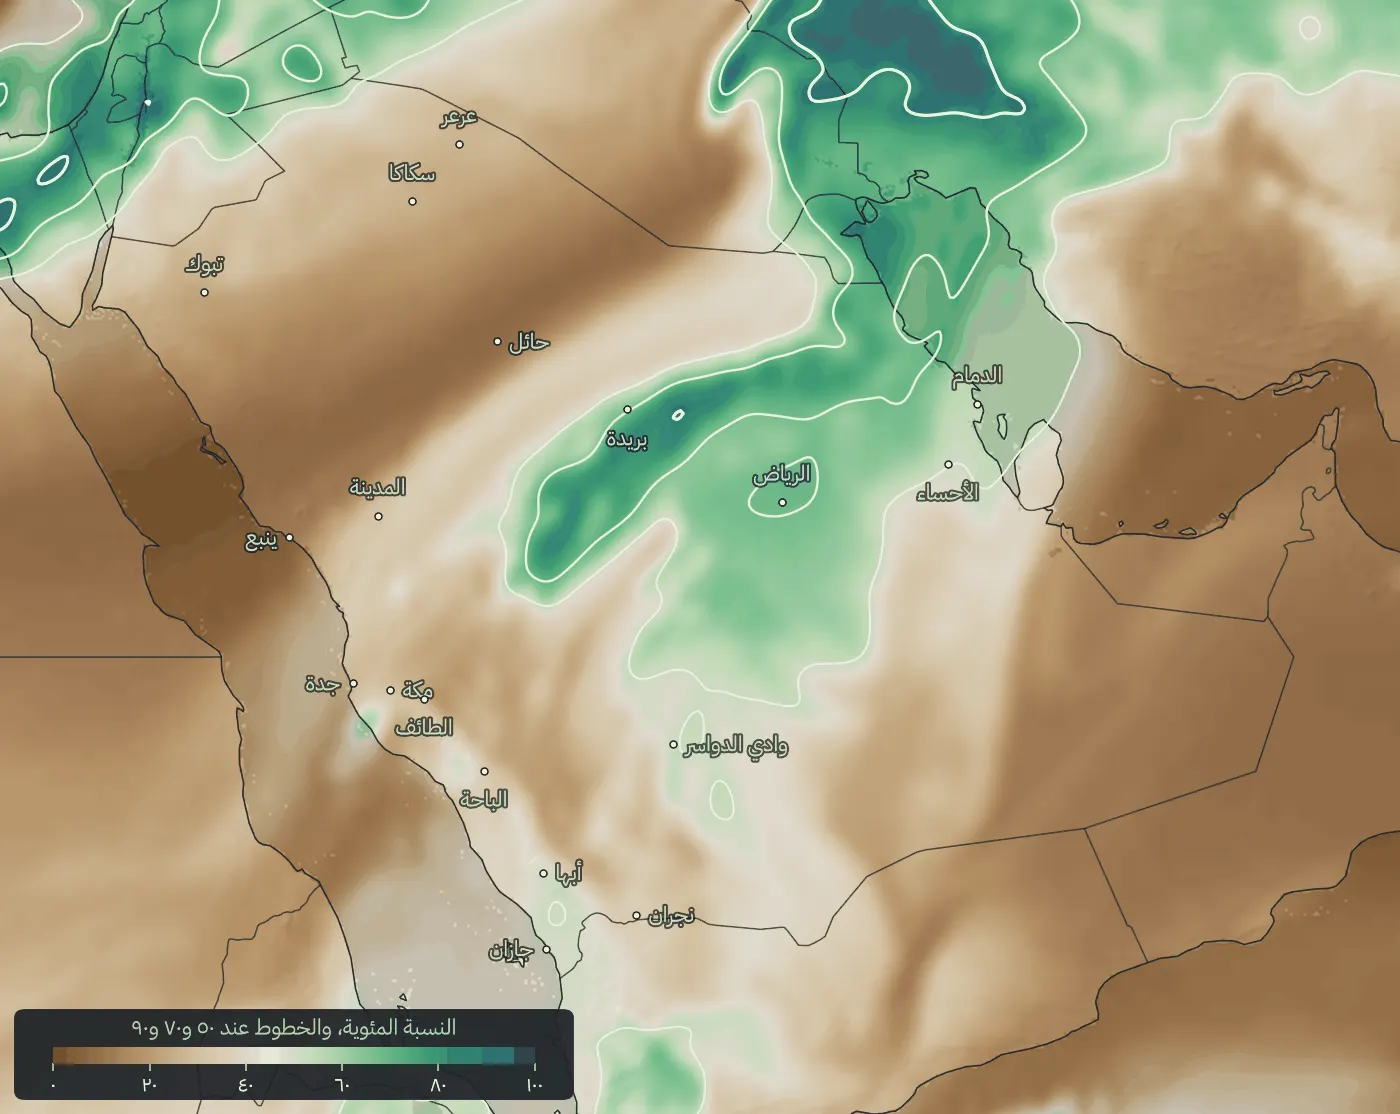 عرعر
سكاكا
تبوك
حائل
الدمام
بريدة
الرياض
الأحساء
المدينة
ينبع
جدة
مكة
الطائف
وادي الدواسر
الباحة
أبها
نجران
جازان
النسبة المئوية، والخطوط عند ٥٠ و٧٠ و٩٠
٠ ٢٠ ٤٠ ٦٠ ٨٠ ١٠٠